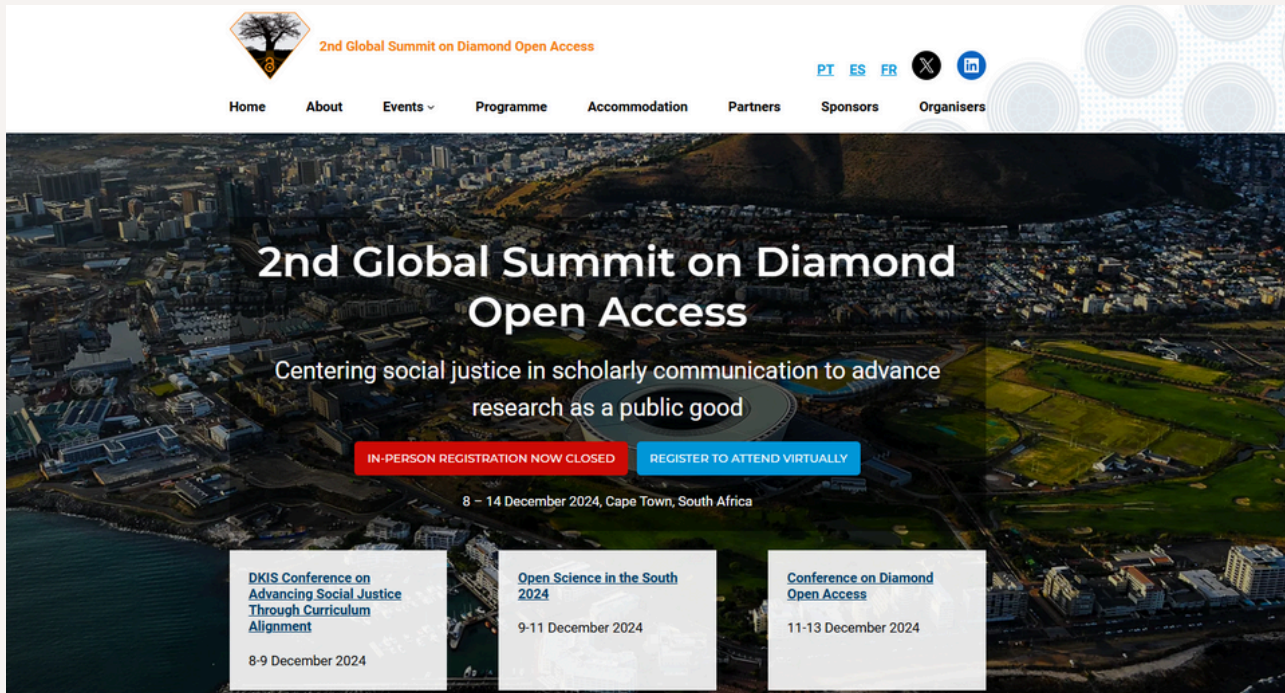 2nd Global Summit on Diamond Open Access
PT ES FR
Home About Events Programme Accommodation Partners Sponsors Organisers
2nd Global Summit on Diamond
Open Access
Centering social justice in scholarly communication to advance
research as a public good
IN-PERSON REGISTRATION NOW CLOSED REGISTER TO ATTEND VIRTUALLY
8 – 14 December 2024, Cape Town, South Africa
DKIS Conference on
Advancing Social Justice
Through Curriculum
Alignment
8-9 December 2024
Open Science in the South
2024
9-11 December 2024
Conference on Diamond
Open Access
11-13 December 2024